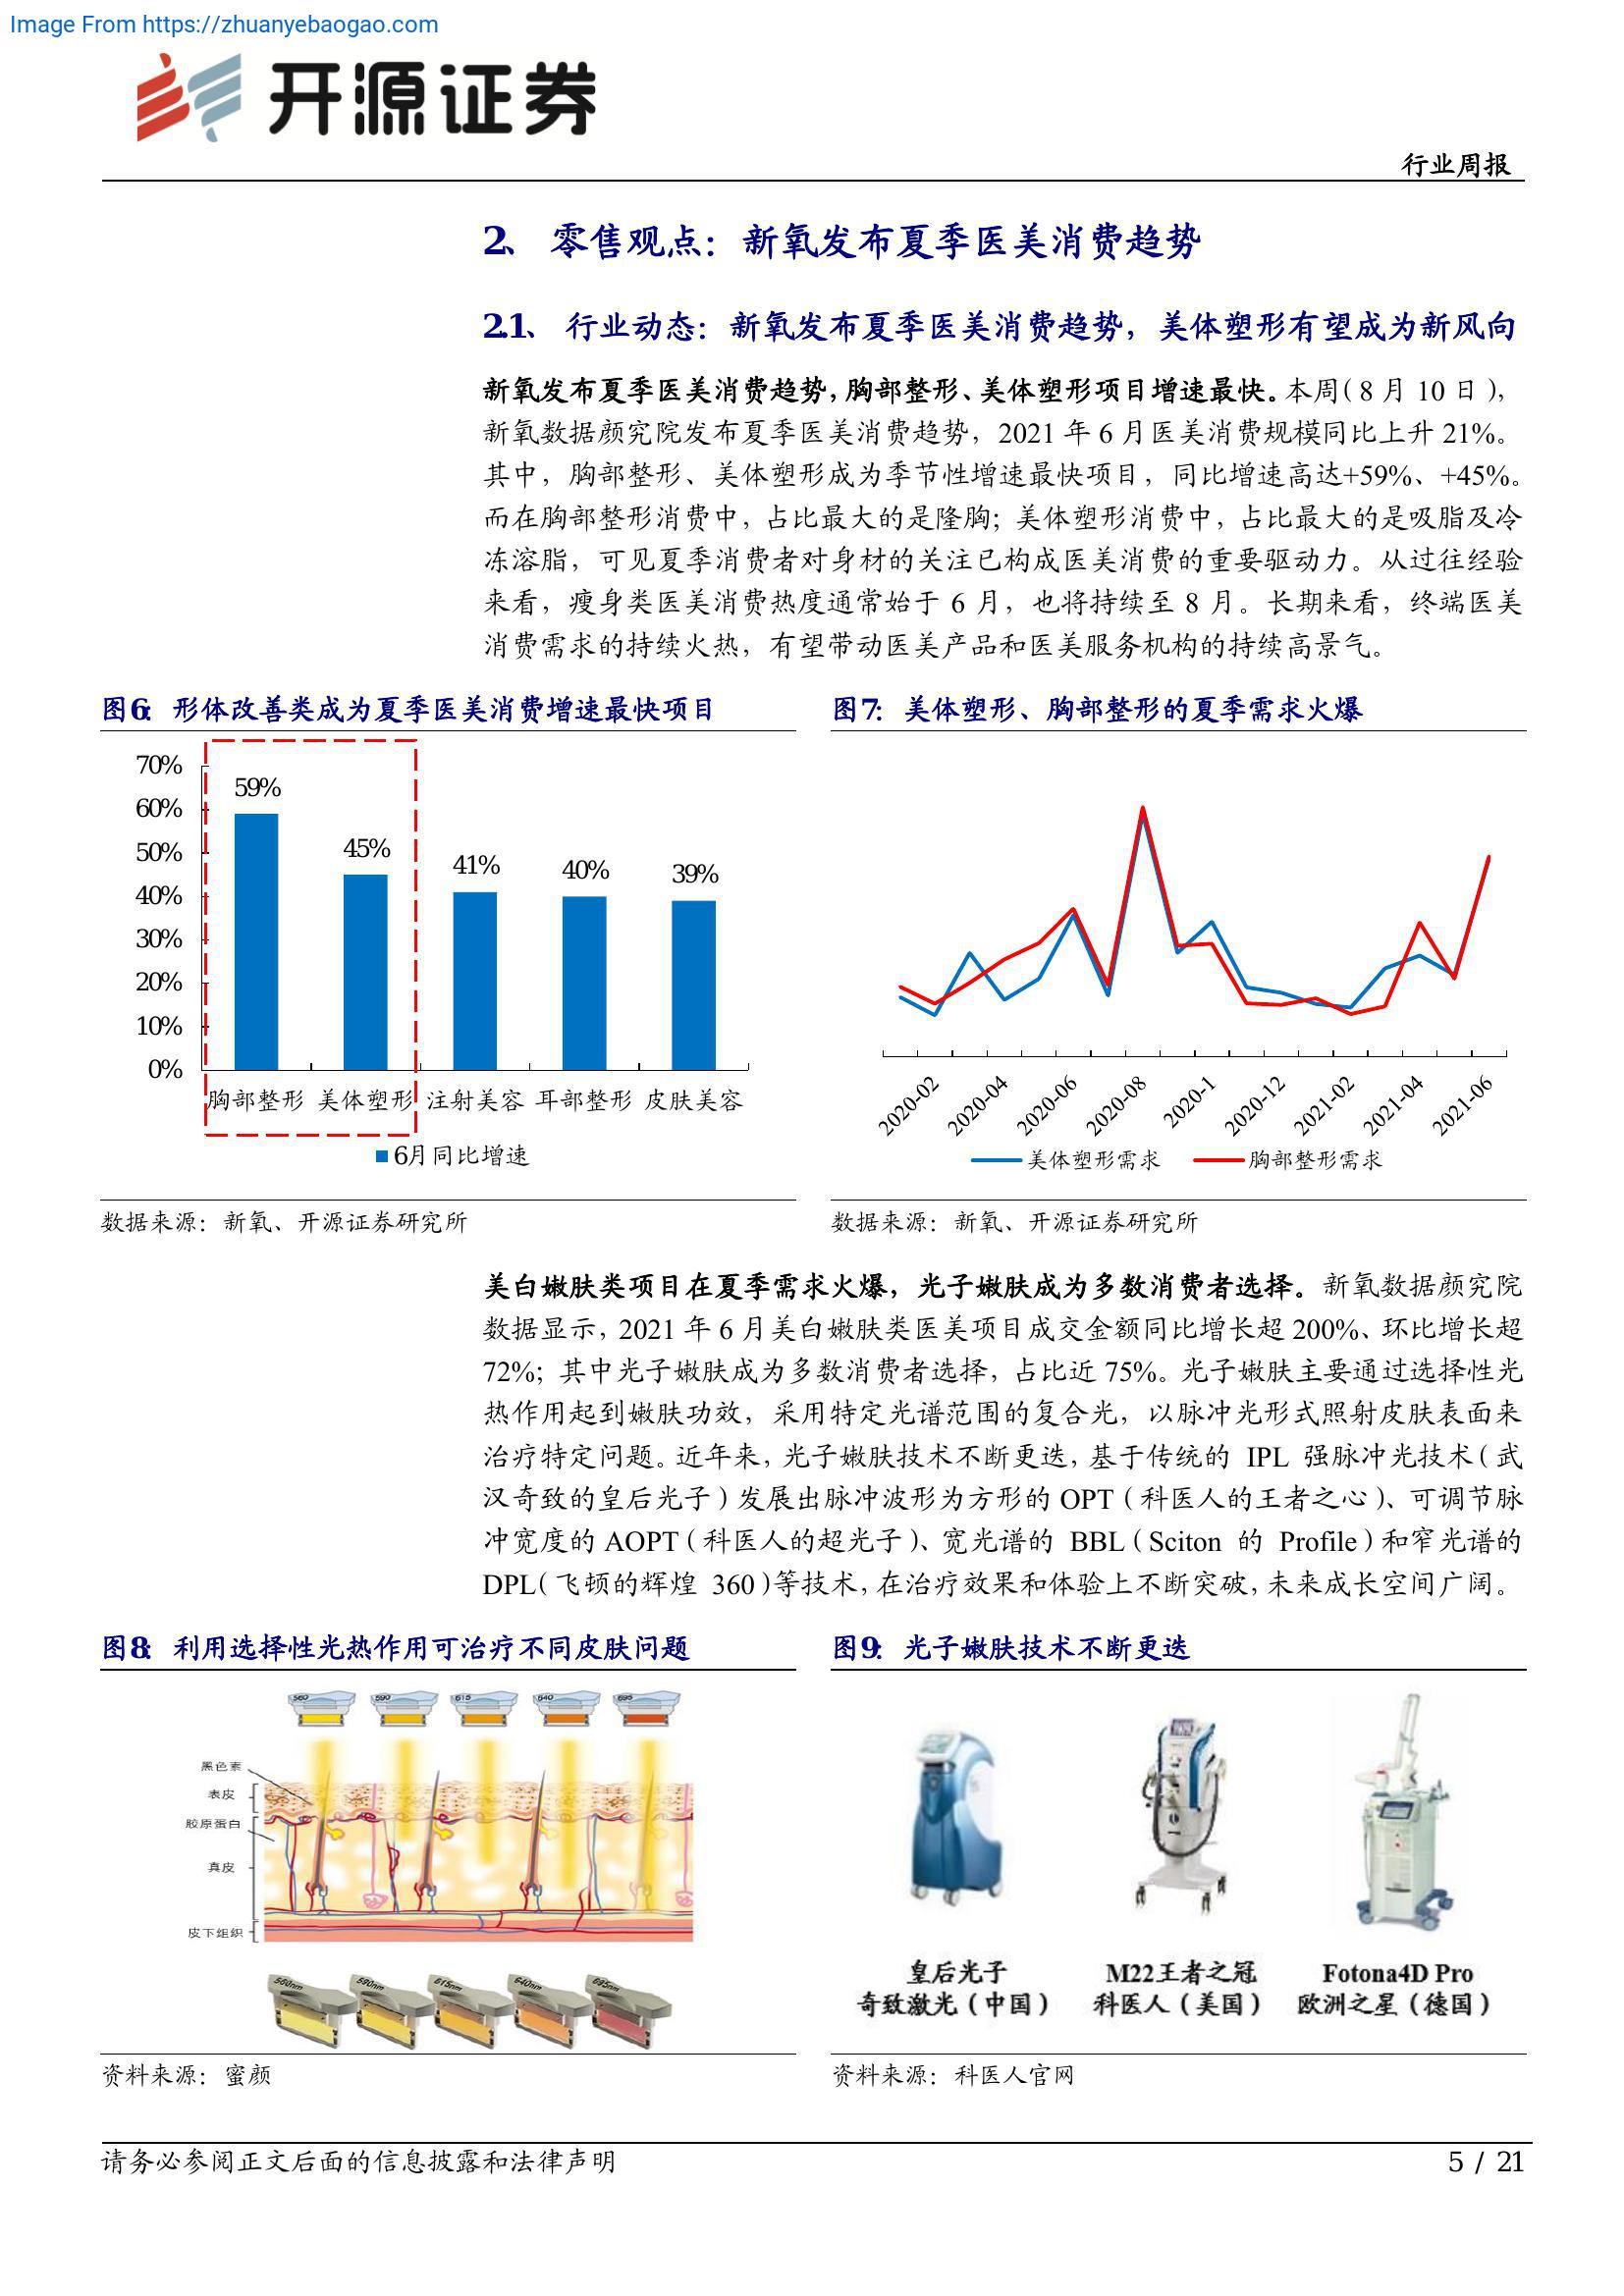 Image From https://zhuanyebaogao.com
开源证券
行业周报
2、 零售观点：新氧发布夏季医美消费趋势
2.1、 行业动态：新氧发布夏季医美消费趋势，美体塑形有望成为新风向
新氧发布夏季医美消费趋势，胸部整形、美体塑形项目增速最快。本周（8 月 10 日），
新氧数据颜究院发布夏季医美消费趋势，2021 年 6 月医美消费规模同比上升 21%。
其中，胸部整形、美体塑形成为季节性增速最快项目，同比增速高达+59%、+45%。
而在胸部整形消费中，占比最大的是隆胸；美体塑形消费中，占比最大的是吸脂及冷
冻溶脂，可见夏季消费者对身材的关注已构成医美消费的重要驱动力。从过往经验
来看，瘦身类医美消费热度通常始于 6 月，也将持续至 8 月。长期来看，终端医美
消费需求的持续火热，有望带动医美产品和医美服务机构的持续高景气。
图6： 形体改善类成为夏季医美消费增速最快项目
70%
60%
50%
40%
30%
20%
10%
0%
59%
45%
41%
40%
39%
胸部整形 美体塑形 注射美容 耳部整形 皮肤美容
6月同比增速
数据来源：新氧、开源证券研究所
图7： 美体塑形、胸部整形的夏季需求火爆
2020-02
2020-04
2020-06
2020-08
2020-1
2020-12
2021-02
2021-04
2021-06
美体塑形需求 胸部整形需求
数据来源：新氧、开源证券研究所
美白嫩肤类项目在夏季需求火爆，光子嫩肤成为多数消费者选择。新氧数据颜究院
数据显示，2021 年 6 月美白嫩肤类医美项目成交金额同比增长超 200%、环比增长超
72%；其中光子嫩肤成为多数消费者选择，占比近 75%。光子嫩肤主要通过选择性光
热作用起到嫩肤功效，采用特定光谱范围的复合光，以脉冲光形式照射皮肤表面来
治疗特定问题。近年来，光子嫩肤技术不断更迭，基于传统的 IPL 强脉冲光技术（武
汉奇致的皇后光子）发展出脉冲波形为方形的 OPT（科医人的王者之心）、可调节脉
冲宽度的 AOPT（科医人的超光子）、宽光谱的 BBL（Sciton 的 Profile）和窄光谱的
DPL（飞顿的辉煌 360）等技术，在治疗效果和体验上不断突破，未来成长空间广阔。
图8： 利用选择性光热作用可治疗不同皮肤问题
560
590
615
640
695
黑色素
表皮
胶原蛋白
真皮
皮下组织
560nm
590nm
615nm
640nm
695nm
资料来源：蜜颜
图9： 光子嫩肤技术不断更迭
皇后光子
奇致激光（中国）
M22王者之冠
科医人（美国）
Fotona4D Pro
欧洲之星（德国）
资料来源：科医人官网
请务必参阅正文后面的信息披露和法律声明
5 / 21